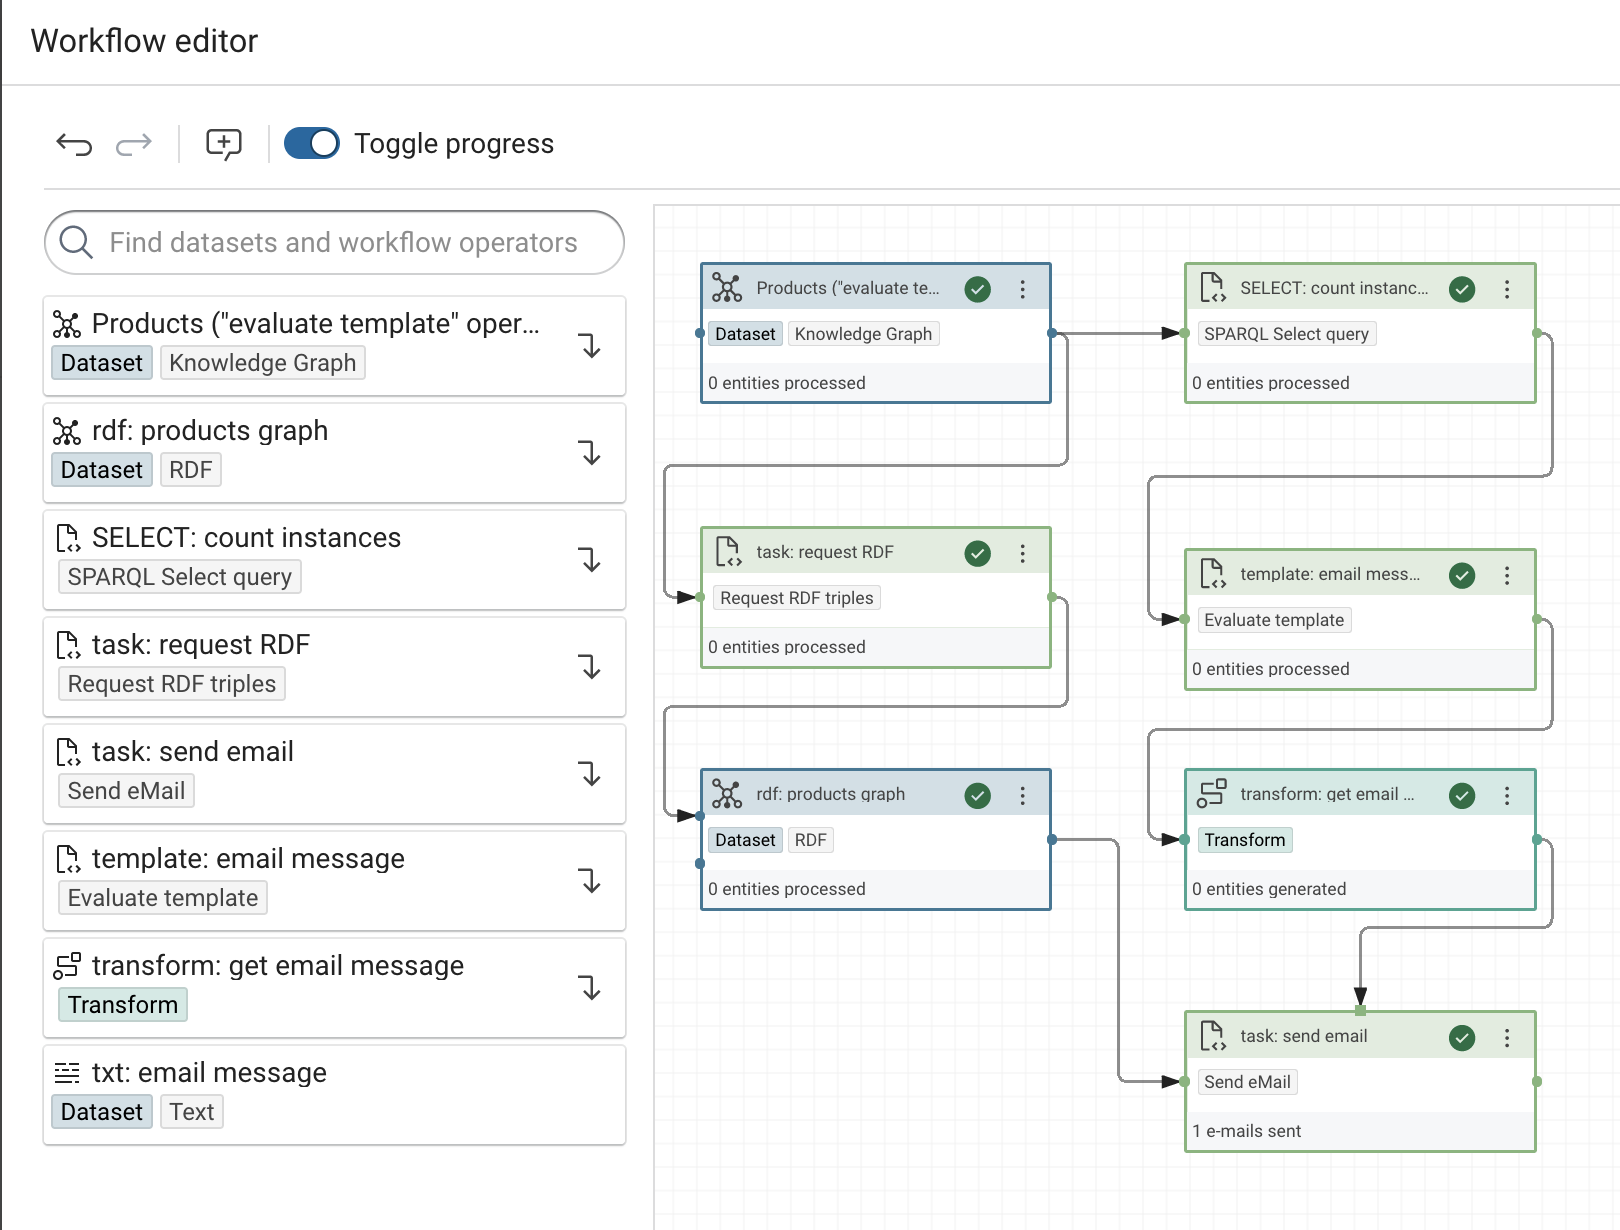 Workflow editor
Toggle progress
Find datasets and workflow operators
Products ("evaluate template" oper...
Dataset Knowledge Graph
rdf: products graph
Dataset RDF
SELECT: count instances
SPARQL Select query
task: request RDF
Request RDF triples
task: send email
Send eMail
template: email message
Evaluate template
transform: get email message
Transform
txt: email message
Dataset Text
Products ("evaluate te...
Dataset Knowledge Graph
0 entities processed
SELECT: count instanc...
SPARQL Select query
0 entities processed
task: request RDF
Request RDF triples
0 entities processed
template: email mess...
Evaluate template
0 entities processed
rdf: products graph
Dataset RDF
0 entities processed
transform: get email ...
Transform
0 entities generated
task: send email
Send eMail
1 e-mails sent